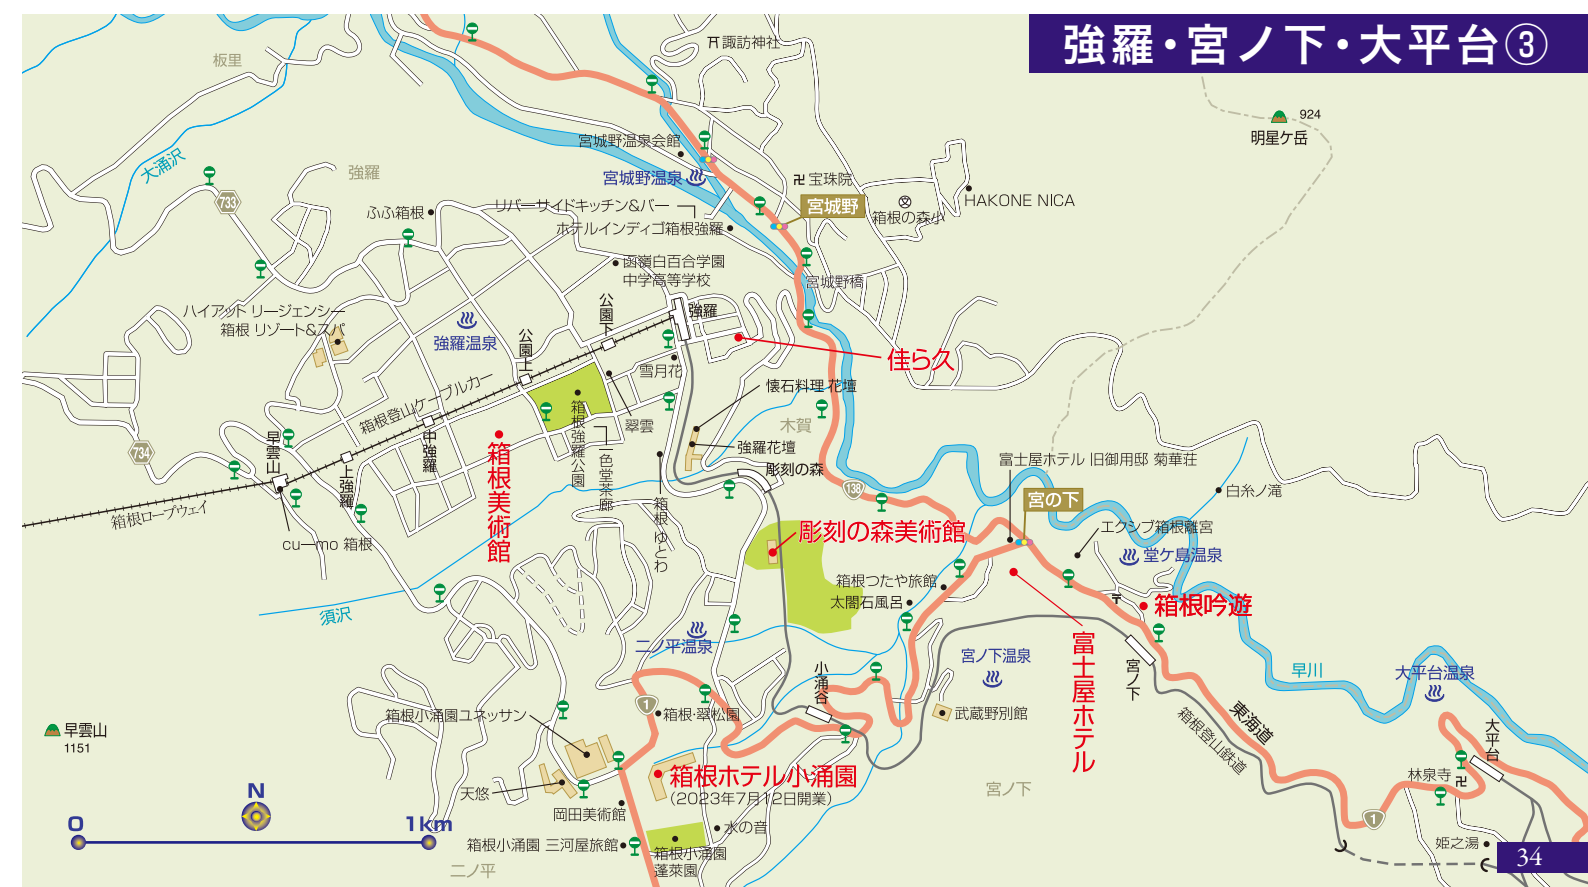 強羅・宮ノ下・大平台③
板里
諏訪神社
924
明星ケ岳
大涌沢
強羅
733
宮城野温泉会館
宮城野温泉
宝珠院
宮城野
箱根の森小
HAKONE NICA
ふふ箱根
リバーサイドキッチン&バー
ホテルインディゴ箱根強羅
函嶺白百合学園
中学高等学校
宮城野橋
ハイアット リージェンシー
箱根 リゾート&スパ
強羅温泉
公園上
公園下
強羅
佳ら久
雪月花
箱根登山ケーブルカー
懐石料理 花壇
木賀
翠雲
箱根強羅公園
一色堂茶廊
強羅花壇
彫刻の森
734
早雲山
上強羅
中強羅
箱根美術館
箱根ロープウェイ
cu−mo 箱根
箱根 ゆとわ
138
富士屋ホテル 旧御用邸 菊華荘
宮の下
白糸ノ滝
エクシブ箱根離宮
堂ケ島温泉
彫刻の森美術館
箱根つたや旅館
太閤石風呂
箱根吟遊
富士屋ホテル
須沢
二ノ平温泉
小涌谷
宮ノ下温泉
宮ノ下
早川
大平台温泉
武蔵野別館
東海道
箱根登山鉄道
大平台
林泉寺
1
箱根小涌園ユネッサン
箱根・翠松園
早雲山
1151
箱根ホテル小涌園
(2023年7月12日開業)
天悠
岡田美術館
宮ノ下
1
N
0
1km
箱根小涌園 三河屋旅館
水の音
箱根小涌園
蓬莱園
二ノ平
姫之湯
34